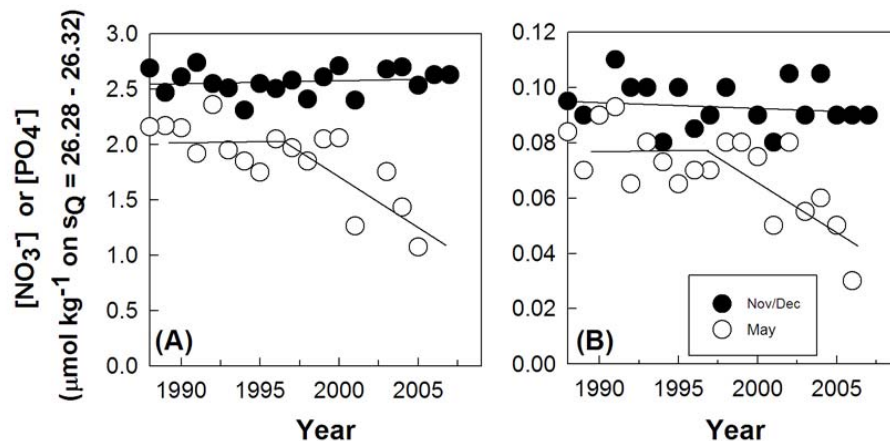 [NO₃⁻] or [PO₄⁻]
(μmol kg⁻¹ on sQ = 26.28 - 26.32)
3.0
2.5
2.0
1.5
1.0
0.5
0.0
(A)
1990 1995 2000 2005
Year
0.12
0.10
0.08
0.06
0.04
0.02
0.00
Nov/Dec
May
(B)
1990 1995 2000 2005
Year